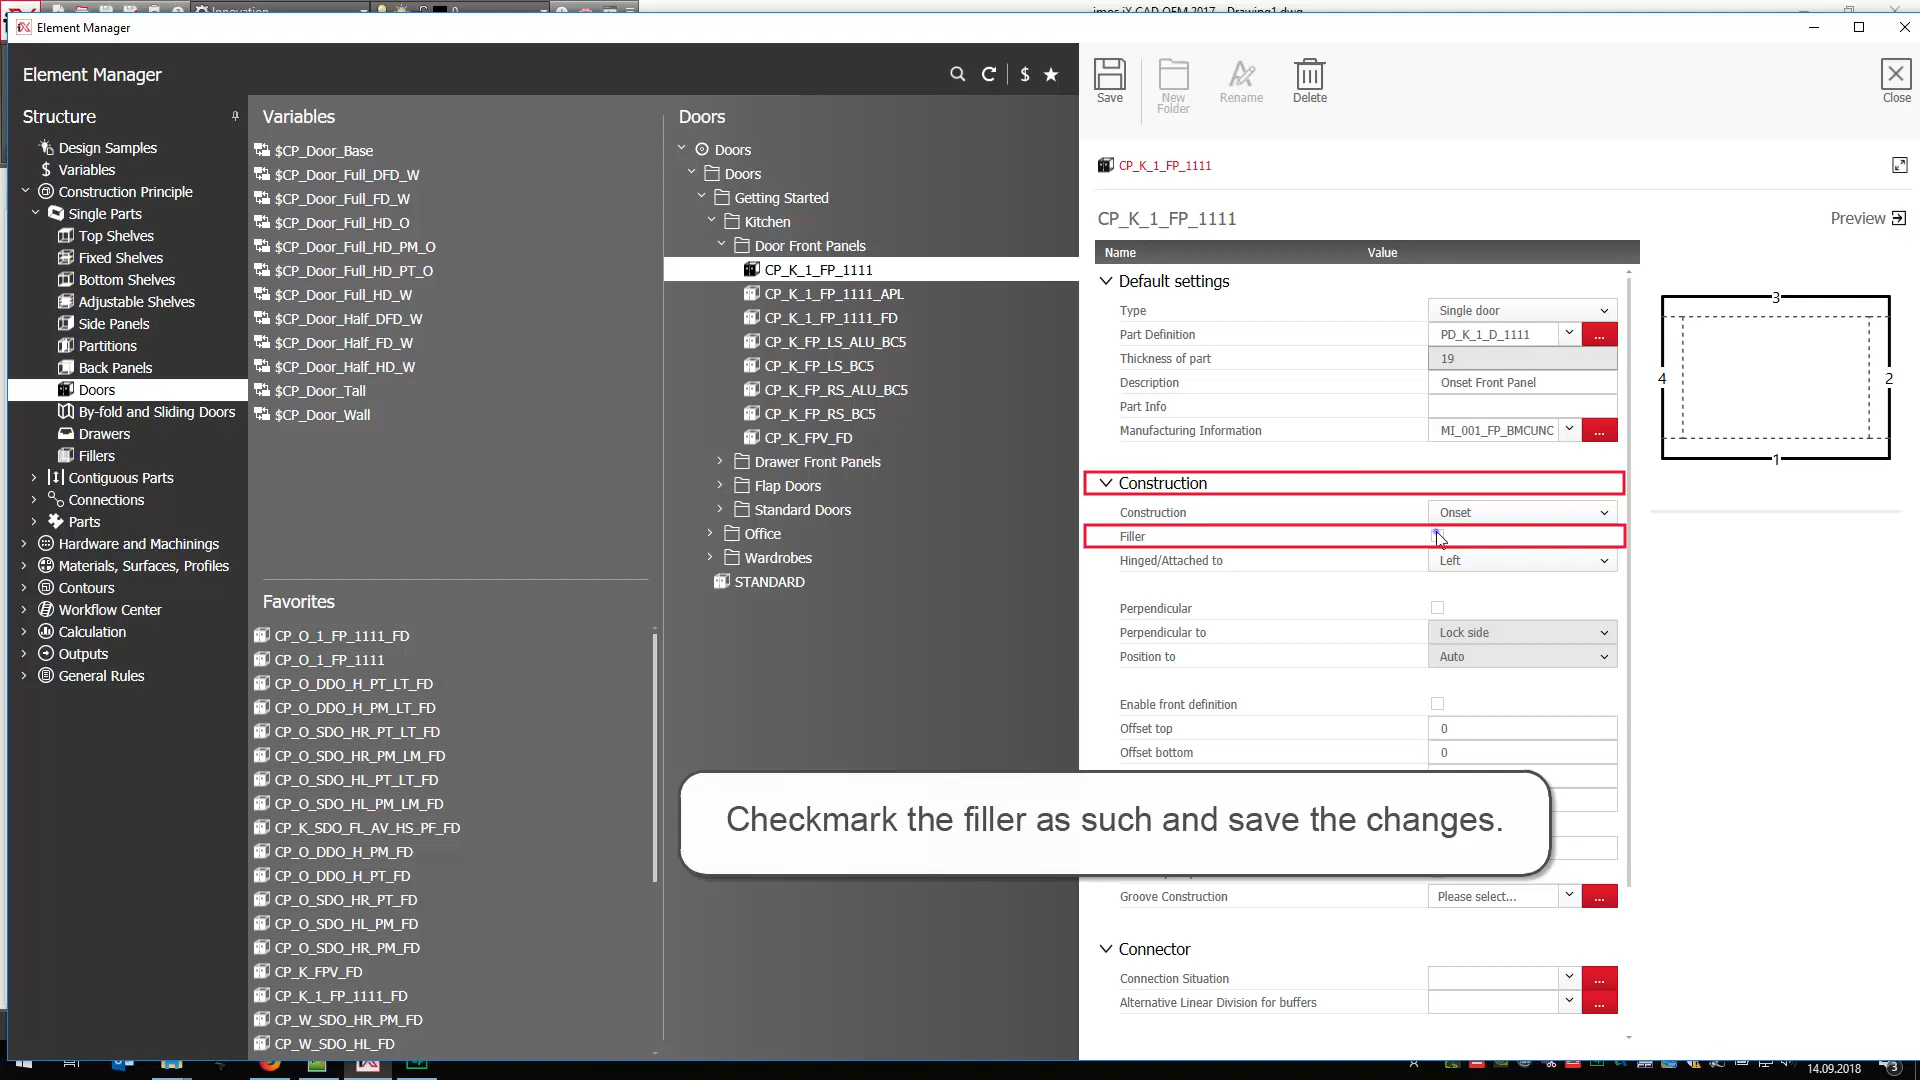 Innovation
imos iX CAD OEM 2017 - Drawing1.dwg
Element Manager
Element Manager
Structure
Design Samples
$ Variables
Construction Principle
Single Parts
Top Shelves
Fixed Shelves
Bottom Shelves
Adjustable Shelves
Side Panels
Partitions
Back Panels
Doors
By-fold and Sliding Doors
Drawers
Fillers
Contiguous Parts
Connections
Parts
Hardware and Machinings
Materials, Surfaces, Profiles
Contours
Workflow Center
Calculation
Outputs
General Rules
Variables
$CP_Door_Base
$CP_Door_Full_DFD_W
$CP_Door_Full_FD_W
$CP_Door_Full_HD_O
$CP_Door_Full_HD_PM_O
$CP_Door_Full_HD_PT_O
$CP_Door_Full_HD_W
$CP_Door_Half_DFD_W
$CP_Door_Half_FD_W
$CP_Door_Half_HD_W
$CP_Door_Tall
$CP_Door_Wall
Favorites
CP_O_1_FP_1111_FD
CP_O_1_FP_1111
CP_O_DDO_H_PT_LT_FD
CP_O_DDO_H_PM_LT_FD
CP_O_SDO_HR_PT_LT_FD
CP_O_SDO_HR_PM_LM_FD
CP_O_SDO_HL_PT_LT_FD
CP_O_SDO_HL_PM_LM_FD
CP_K_SDO_FL_AV_HS_PF_FD
CP_O_DDO_H_PM_FD
CP_O_DDO_H_PT_FD
CP_O_SDO_HR_PT_FD
CP_O_SDO_HL_PM_FD
CP_O_SDO_HR_PM_FD
CP_K_FPV_FD
CP_K_1_FP_1111_FD
CP_W_SDO_HR_PM_FD
CP_W_SDO_HL_FD
$
Doors
Doors
Doors
Getting Started
Kitchen
Door Front Panels
CP_K_1_FP_1111
CP_K_1_FP_1111_APL
CP_K_1_FP_1111_FD
CP_K_FP_LS_ALU_BC5
CP_K_FP_LS_BC5
CP_K_FP_RS_ALU_BC5
CP_K_FP_RS_BC5
CP_K_FPV_FD
Drawer Front Panels
Flap Doors
Standard Doors
Office
Wardrobes
STANDARD
Save
New Folder
Rename
Delete
Close
CP_K_1_FP_1111
CP_K_1_FP_1111
Preview
Name Value
Default settings
Type Single door
Part Definition PD_K_1_D_1111 ...
Thickness of part 19
Description Onset Front Panel
Part Info
Manufacturing Information MI_001_FP_BMCUNC ...
Construction
Construction Onset
Filler
Hinged/Attached to Left
Perpendicular
Perpendicular to Lock side
Position to Auto
Enable front definition
Offset top 0
Offset bottom 0
Checkmark the filler as such and save the changes.
Groove Construction Please select... ...
Connector
Connection Situation ...
Alternative Linear Division for buffers ...
3
4
2
1
14.09.2018
3